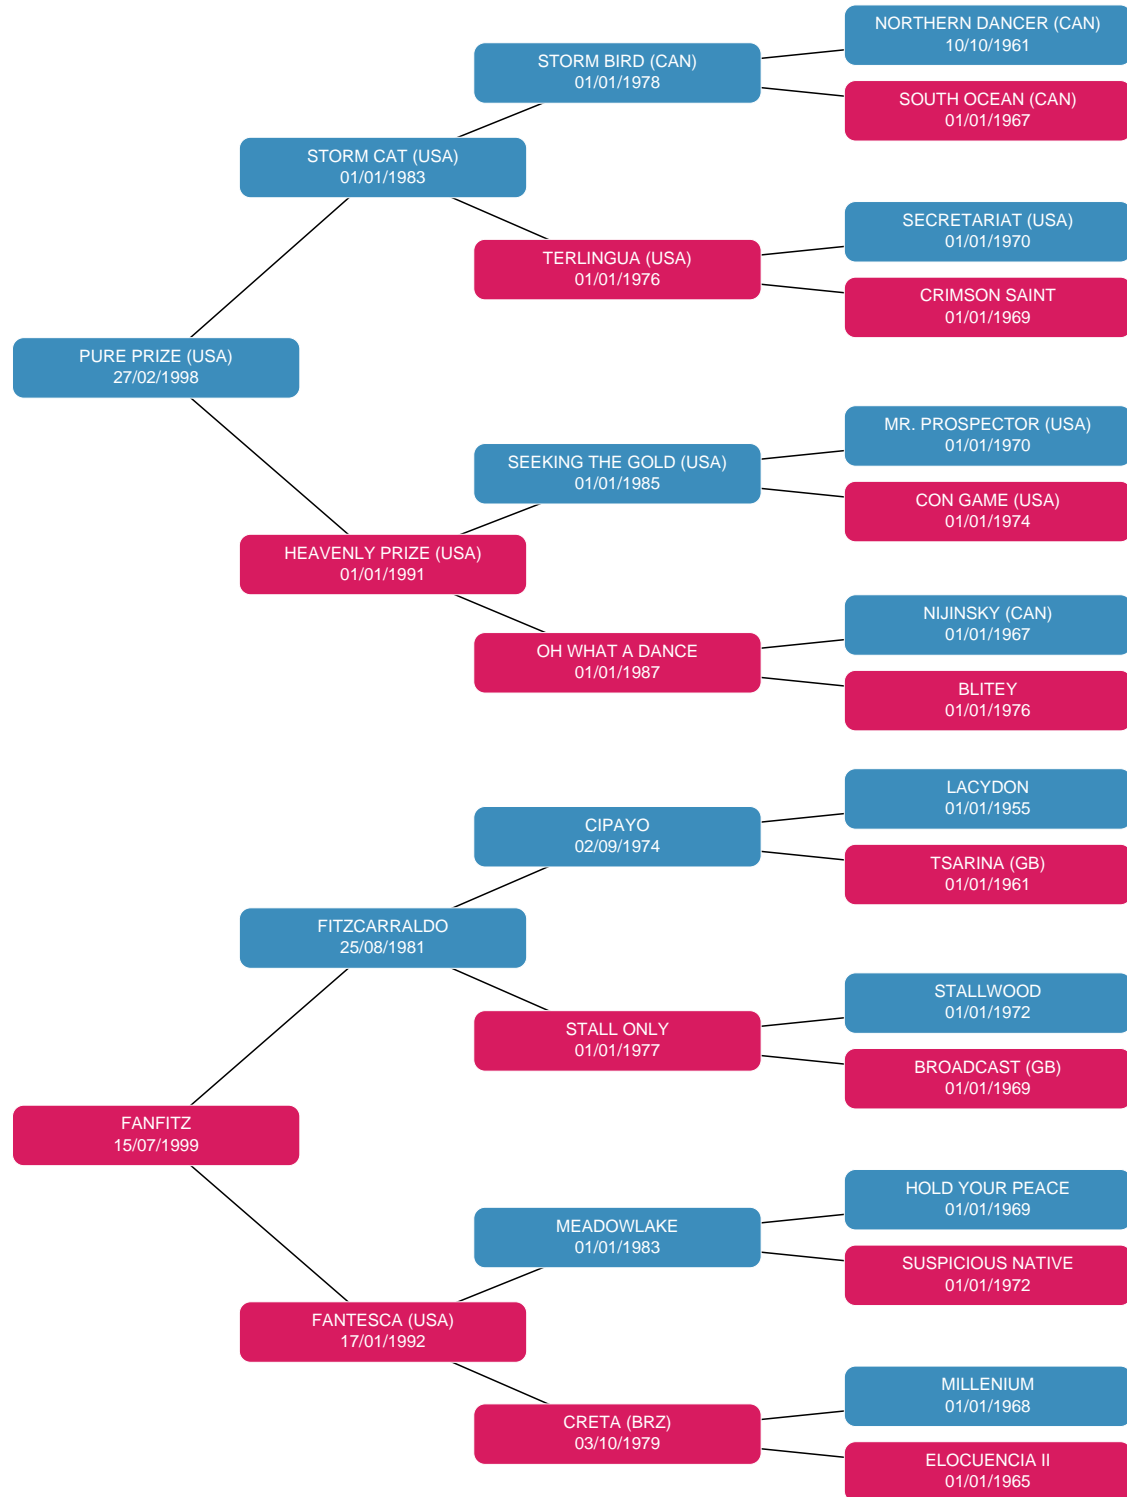 NORTHERN DANCER (CAN)
10/10/1961
STORM BIRD (CAN)
01/01/1978
SOUTH OCEAN (CAN)
01/01/1967
STORM CAT (USA)
01/01/1983
SECRETARIAT (USA)
01/01/1970
TERLINGUA (USA)
01/01/1976
CRIMSON SAINT
01/01/1969
PURE PRIZE (USA)
27/02/1998
MR. PROSPECTOR (USA)
01/01/1970
SEEKING THE GOLD (USA)
01/01/1985
CON GAME (USA)
01/01/1974
HEAVENLY PRIZE (USA)
01/01/1991
NIJINSKY (CAN)
01/01/1967
OH WHAT A DANCE
01/01/1987
BLITEY
01/01/1976
LACYDON
01/01/1955
CIPAYO
02/09/1974
TSARINA (GB)
01/01/1961
FITZCARRALDO
25/08/1981
STALLWOOD
01/01/1972
STALL ONLY
01/01/1977
BROADCAST (GB)
01/01/1969
FANFITZ
15/07/1999
HOLD YOUR PEACE
01/01/1969
MEADOWLAKE
01/01/1983
SUSPICIOUS NATIVE
01/01/1972
FANTESCA (USA)
17/01/1992
MILLENIUM
01/01/1968
CRETA (BRZ)
03/10/1979
ELOCUENCIA II
01/01/1965